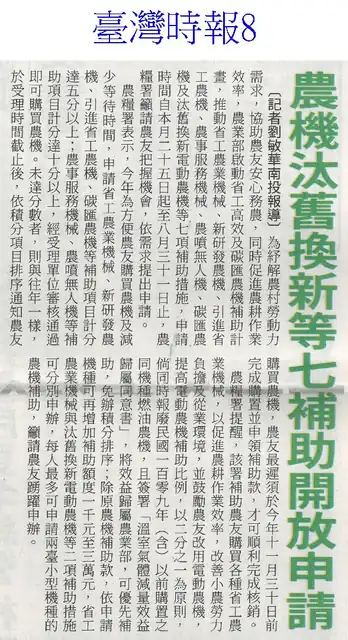 臺灣時報8
農機汰舊換新等七補助開放申請
〔記者劉敏華南投報導〕為紓解農村勞動力
需求，協助農友安心務農，同時促進農耕作業
效率，農業部啟動省工高效及碳匯農機補助計
畫，推動省工農業機械、新研發農機、引進省
工農機、農事服務機械、農噴無人機、碳匯農
機及汰舊換新電動農機等七項補助措施，申請
時間自本月二十五日起至八月三十一日止，農
糧署籲請農友把握機會，依需求提出申請。
農糧署表示，今年為方便農友購買農機及減
少等待時間，申請省工農業機械、新研發農
機、引進省工農機、碳匯農機等補助項目計分
達五分以上；農事服務機械、農噴無人機等補
助項目計分達十分以上，經受理單位審核通過
即可購買農機。未達分數者，則與往年一樣，
於受理時間截止後，依積分項目排序通知農友
購買農機，農友最遲須於今年十一月三十日前
完成購置並申領補助款，才可順利完成核銷。
農糧署提醒，該署補助農友購買各種省工農
業機械，以促進農耕作業效率，改善小農勞力
負擔及從業環境，並鼓勵農友改用電動農機，
提高電動農機補助比例，以二分之一為原則，
倘同時報廢民國一百零九年（含）以前購置之
同機種燃油農機，且簽署「溫室氣體減量效益
歸屬同意書」，將效益歸屬農業部，可優先補
助，免辦積分排序；除原農機補助款，依申請
機種可再增加補助額度一千元至三萬元，省工
農業機械與汰舊換新電動農機等二項補助措施
可分別申辦，每人最多可申請兩臺小型機種的
農機補助，籲請農友踴躍申辦。